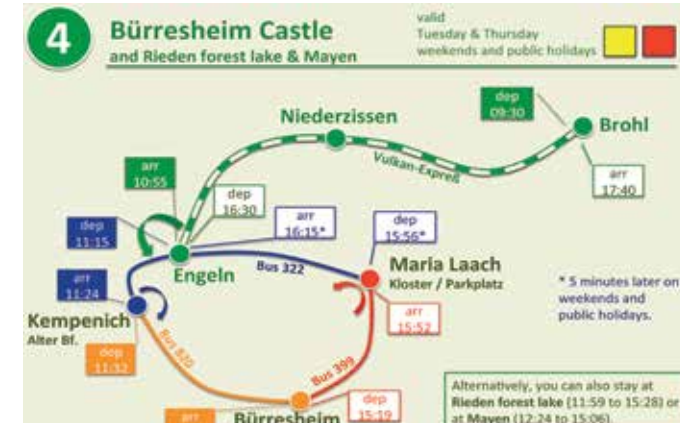 4
Bürresheim Castle
and Rieden forest lake & Mayen
valid
Tuesday & Thursday
weekends and public holidays
dep
09:30
Niederzissen
Brohl
Vulkan-Expreß
arr
10:55
arr
17:40
dep
16:30
dep
11:15
arr
16:15*
dep
15:56*
Engeln
Bus 322
Maria Laach
Kloster / Parkplatz
arr
11:24
* 5 minutes later on
weekends and
public holidays.
Kempenich
Alter Bf.
arr
15:52
dep
11:32
Bus 820
Bus 399
Alternatively, you can also stay at
Rieden forest lake (11:59 to 15:28) or
at Mayen (12:24 to 15:06).
arr
Bürresheim
dep
15:19